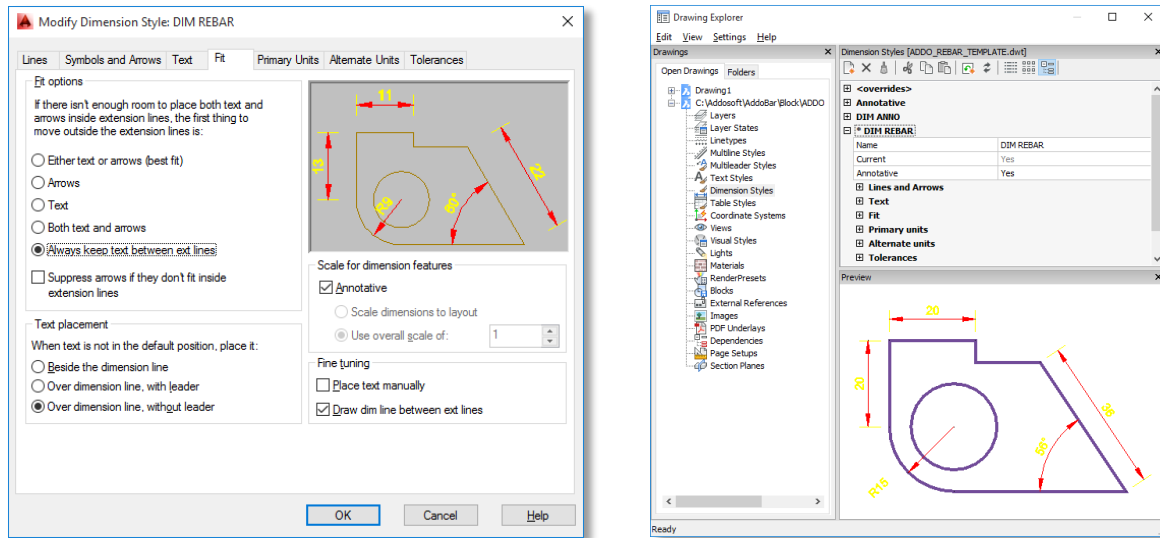 Modify Dimension Style: DIM REBAR
Lines Symbols and Arrows Text Fit Primary Units Alternate Units Tolerances
Fit options
If there isn't enough room to place both text and
arrows inside extension lines, the first thing to
move outside the extension lines is:
Either text or arrows (best fit)
Arrows
Text
Both text and arrows
Always keep text between ext lines
Suppress arrows if they don't fit inside
extension lines
Text placement
When text is not in the default position, place it:
Beside the dimension line
Over dimension line, with leader
Over dimension line, without leader
11
13
22
R9
60°
Scale for dimension features
Annotative
Scale dimensions to layout
Use overall scale of: 1
Fine tuning
Place text manually
Draw dim line between ext lines
OK Cancel Help
Drawing Explorer
Edit View Settings Help
Drawings
Open Drawings Folders
Drawing1
C:\Addosoft\AddoBar\Block\ADDO
Layers
Layer States
Linetypes
Multiline Styles
Multileader Styles
Text Styles
Dimension Styles
Table Styles
Coordinate Systems
Views
Visual Styles
Lights
Materials
RenderPresets
Blocks
External References
Images
PDF Underlays
Dependencies
Page Setups
Section Planes
Dimension Styles [ADDO_REBAR_TEMPLATE.dwt]
<overrides>
Annotative
DIM ANNO
* DIM REBAR
Name DIM REBAR
Current Yes
Annotative Yes
Lines and Arrows
Text
Fit
Primary units
Alternate units
Tolerances
Preview
20
20
36
56°
R15
Ready